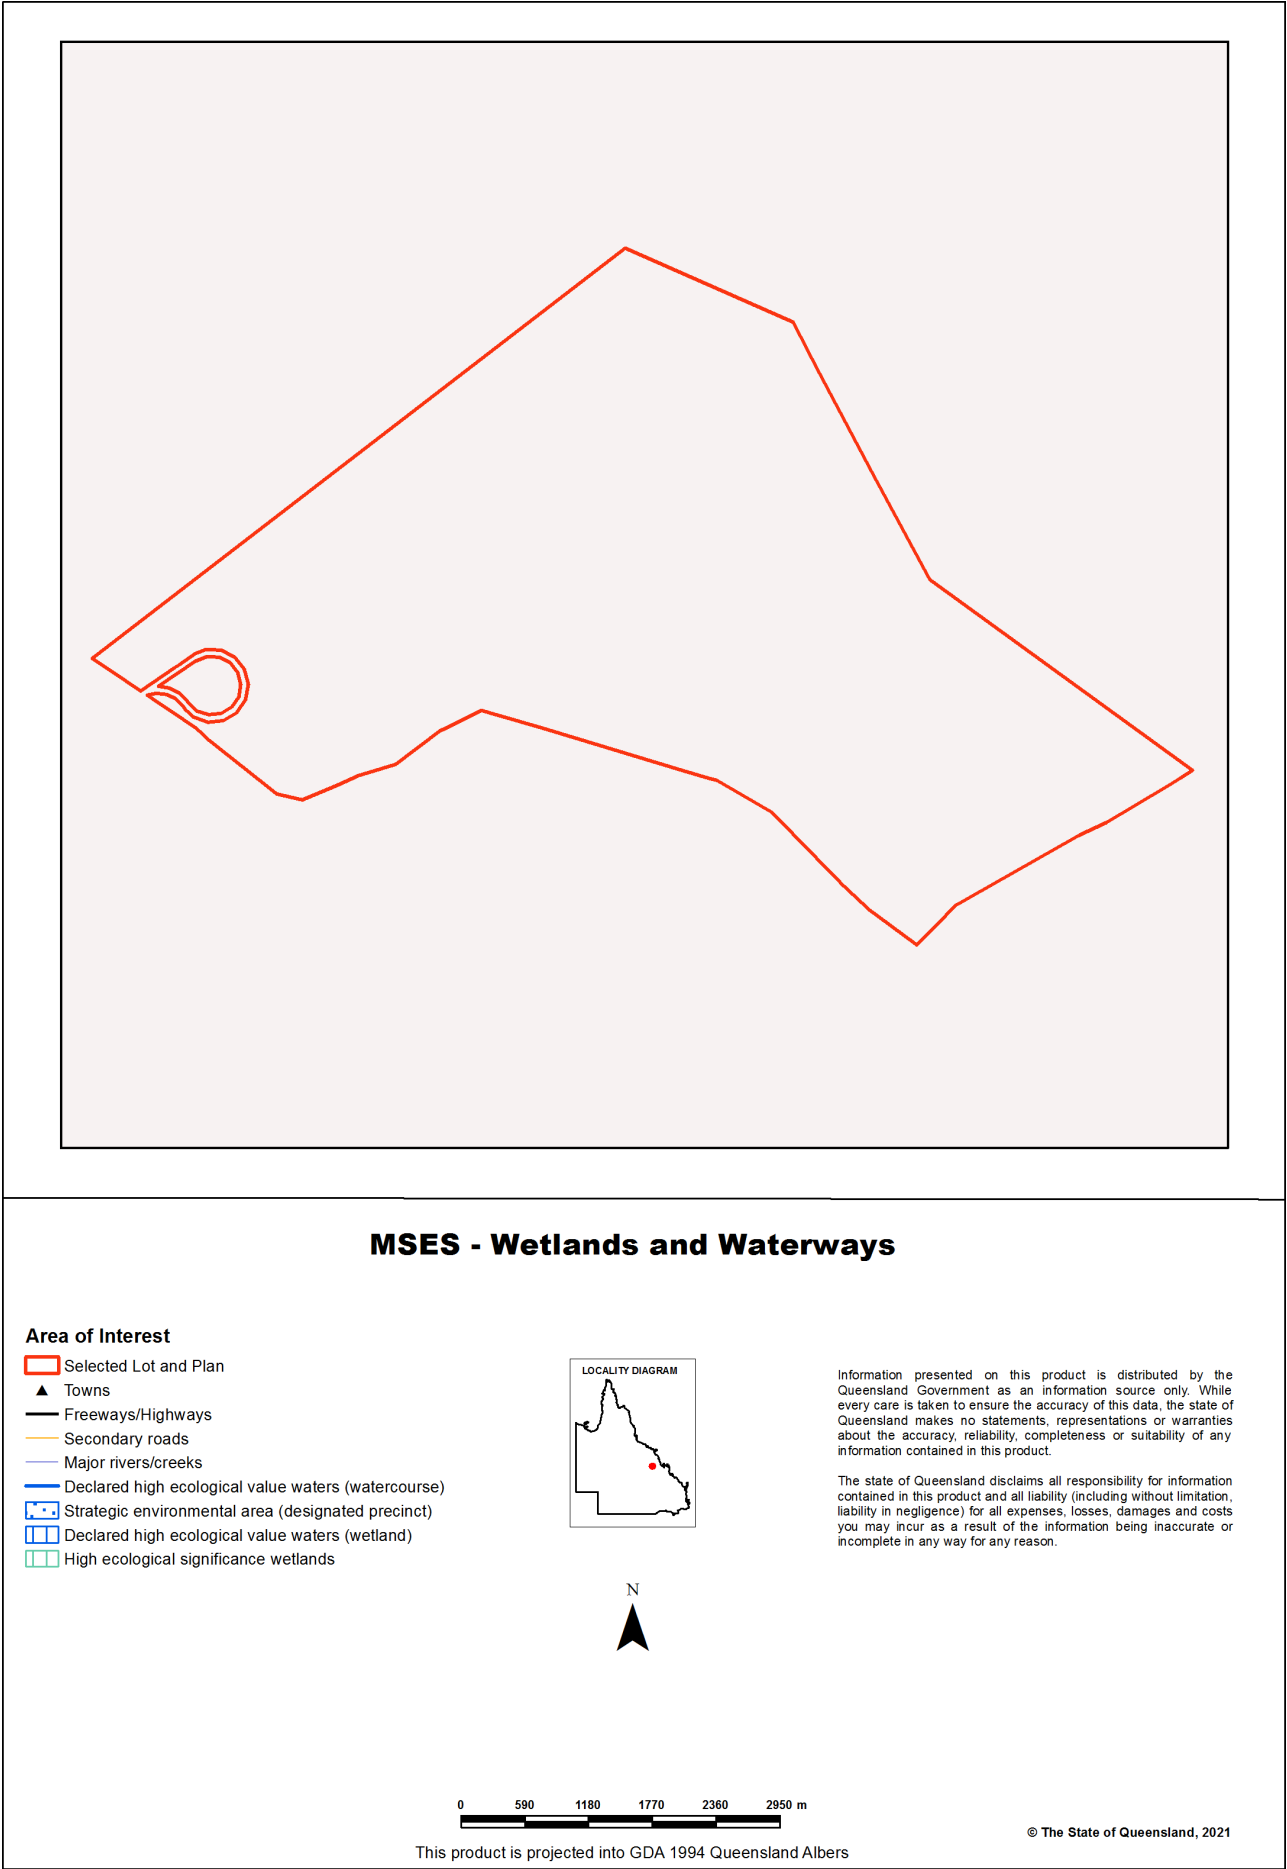 MSES - Wetlands and Waterways
Area of Interest
Selected Lot and Plan
Towns
Freeways/Highways
Secondary roads
Major rivers/creeks
Declared high ecological value waters (watercourse)
Strategic environmental area (designated precinct)
Declared high ecological value waters (wetland)
High ecological significance wetlands
LOCALITY DIAGRAM
N
Information presented on this product is distributed by the
Queensland Government as an information source only. While
every care is taken to ensure the accuracy of this data, the state of
Queensland makes no statements, representations or warranties
about the accuracy, reliability, completeness or suitability of any
information contained in this product.
The state of Queensland disclaims all responsibility for information
contained in this product and all liability (including without limitation,
liability in negligence) for all expenses, losses, damages and costs
you may incur as a result of the information being inaccurate or
incomplete in any way for any reason.
0 590 1180 1770 2360 2950 m
This product is projected into GDA 1994 Queensland Albers
© The State of Queensland, 2021